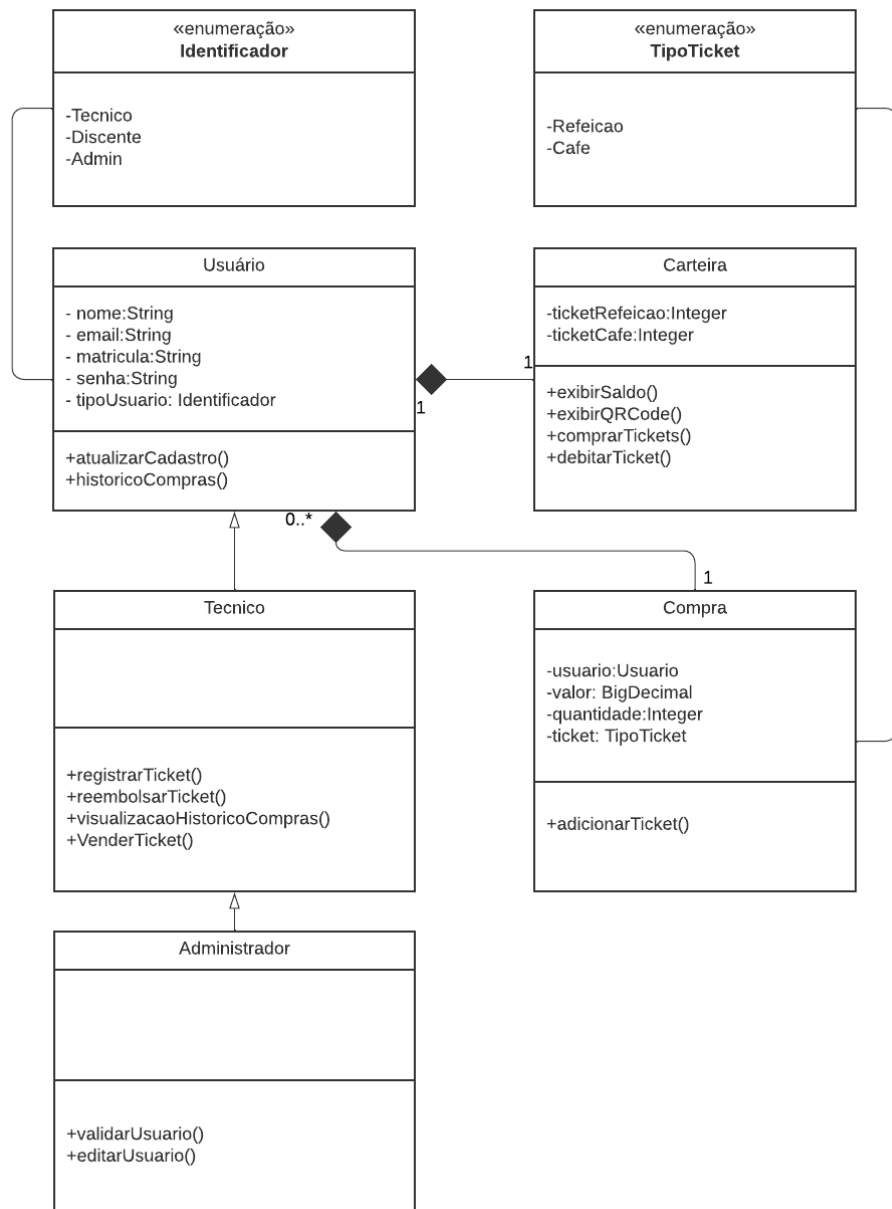 «enumeração»
Identificador
-Tecnico
-Discente
-Admin
«enumeração»
TipoTicket
-Refeicao
-Cafe
Usuário
- nome:String
- email:String
- matricula:String
- senha:String
- tipoUsuario: Identificador
+atualizarCadastro()
+historicoCompras()
1
1
Carteira
-ticketRefeicao:Integer
-ticketCafe:Integer
+exibirSaldo()
+exibirQRCode()
+comprarTickets()
+debitarTicket()
0..*
1
Tecnico
+registrarTicket()
+reembolsarTicket()
+visualizacaoHistoricoCompras()
+VenderTicket()
Compra
-usuario:Usuario
-valor: BigDecimal
-quantidade:Integer
-ticket: TipoTicket
+adicionarTicket()
Administrador
+validarUsuario()
+editarUsuario()